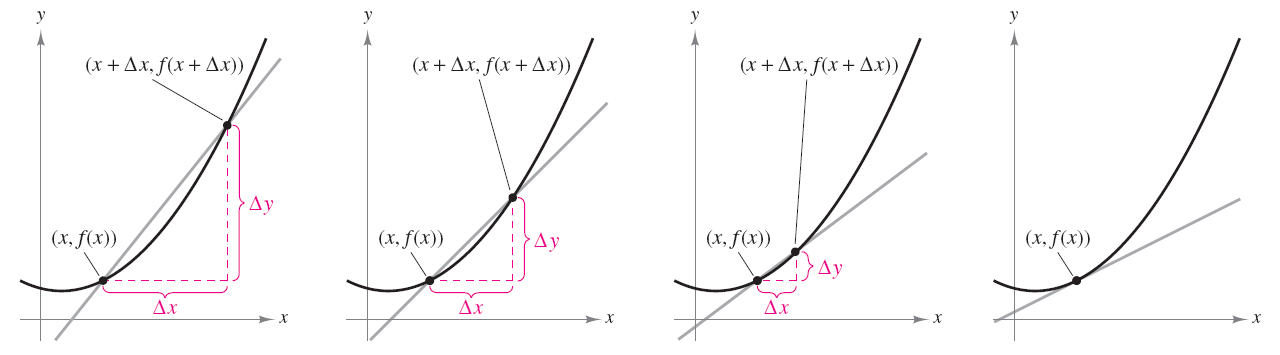 y
(x + Δx, f(x + Δx))
(x, f(x))
Δy
Δx
x
y
(x + Δx, f(x + Δx))
(x, f(x))
Δy
Δx
x
y
(x + Δx, f(x + Δx))
(x, f(x))
Δy
Δx
x
y
(x, f(x))
x